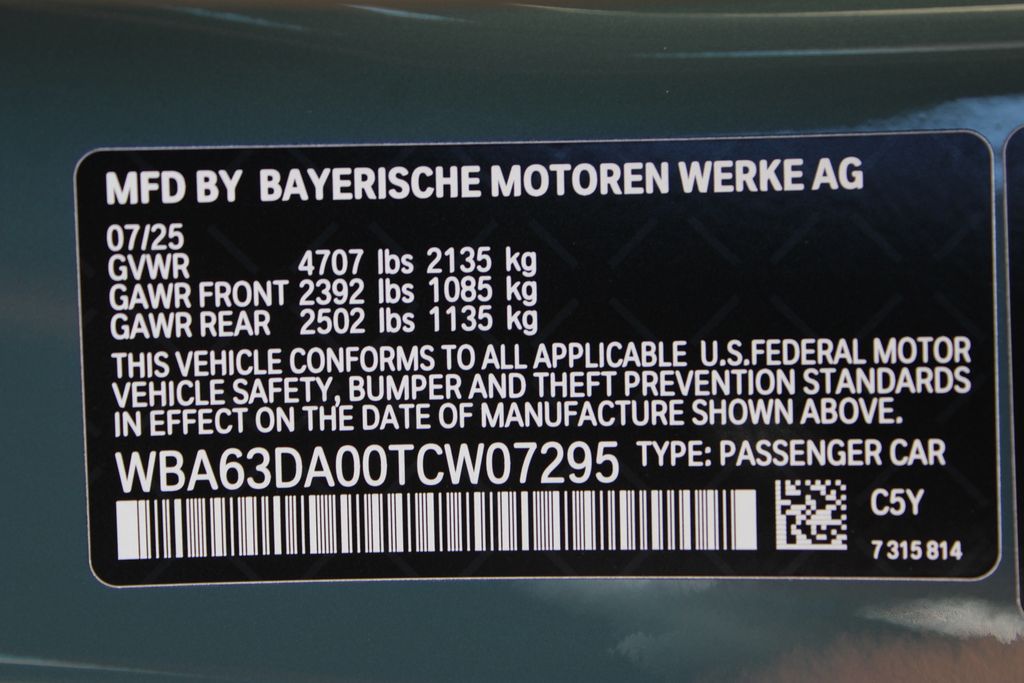 MFD BY BAYERISCHE MOTOREN WERKE AG
07/25
GVWR 4707 lbs 2135 kg
GAWR FRONT 2392 lbs 1085 kg
GAWR REAR 2502 lbs 1135 kg
THIS VEHICLE CONFORMS TO ALL APPLICABLE U.S.FEDERAL MOTOR
VEHICLE SAFETY, BUMPER AND THEFT PREVENTION STANDARDS
IN EFFECT ON THE DATE OF MANUFACTURE SHOWN ABOVE.
WBA63DA00TCW07295 TYPE: PASSENGER CAR
C5Y
7 315 814